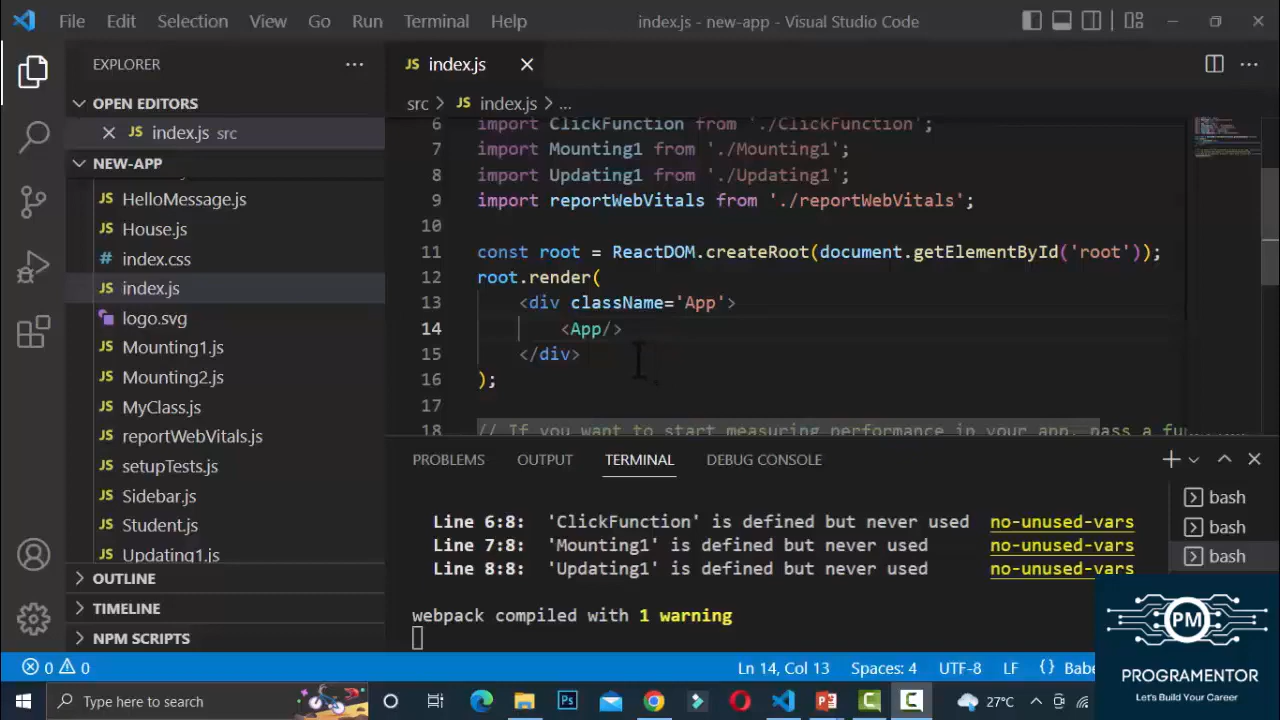 File Edit Selection View Go Run Terminal Help index.js - new-app - Visual Studio Code
EXPLORER
OPEN EDITORS
JS index.js src
NEW-APP
JS HelloMessage.js
JS House.js
# index.css
JS index.js
logo.svg
JS Mounting1.js
JS Mounting2.js
JS MyClass.js
JS reportWebVitals.js
JS setupTests.js
JS Sidebar.js
JS Student.js
JS Updating1.js
OUTLINE
TIMELINE
NPM SCRIPTS
JS index.js
src > JS index.js > ...
6 import ClickFunction from './ClickFunction';
7 import Mounting1 from './Mounting1';
8 import Updating1 from './Updating1';
9 import reportWebVitals from './reportWebVitals';
10
11 const root = ReactDOM.createRoot(document.getElementById('root'));
12 root.render(
13 <div className='App'>
14 <App/>
15 </div>
16 );
17
18 // If you want to start measuring performance in your app, pass a
PROBLEMS OUTPUT TERMINAL DEBUG CONSOLE
Line 6:8: 'ClickFunction' is defined but never used no-unused-vars
Line 7:8: 'Mounting1' is defined but never used no-unused-vars
Line 8:8: 'Updating1' is defined but never used no-unused-vars
webpack compiled with 1 warning
bash
bash
bash
0 0 Ln 14, Col 13 Spaces: 4 UTF-8 LF {} Babe
Type here to search
Ps
27°C
PM
PROGRAMENTOR
Let's Build Your Career